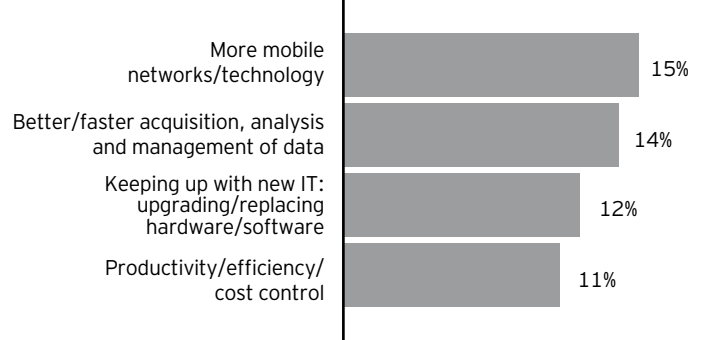 More mobile
networks/technology
15%
Better/faster acquisition, analysis
and management of data
14%
Keeping up with new IT:
upgrading/replacing
hardware/software
12%
Productivity/efficiency/
cost control
11%